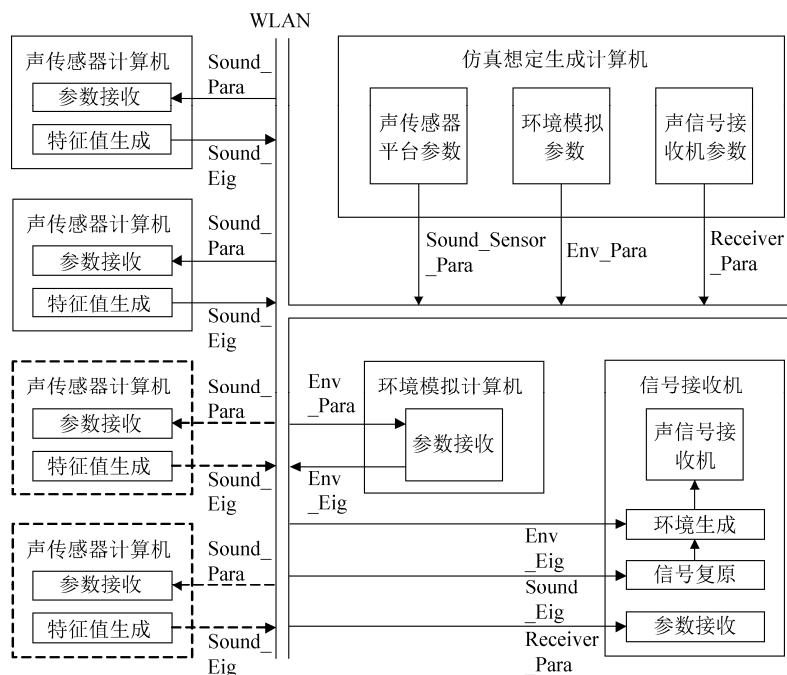 WLAN
声传感器计算机
参数接收
特征值生成
Sound_
Para
Sound_
Eig
声传感器计算机
参数接收
特征值生成
Sound_
Para
Sound_
Eig
声传感器计算机
参数接收
特征值生成
Sound_
Para
Sound_
Eig
声传感器计算机
参数接收
特征值生成
Sound_
Para
Sound_
Eig
仿真想定生成计算机
声传感器
平台参数
环境模拟
参数
声信号接
收机参数
Sound_Sensor
_Para
Env_Para
Receiver
_Para
Env
_Para
Env
_Eig
环境模拟计算机
参数接收
信号接收机
声信号接
收机
环境生成
信号复原
参数接收
Env
_Eig
Sound
_Eig
Receiver
_Para